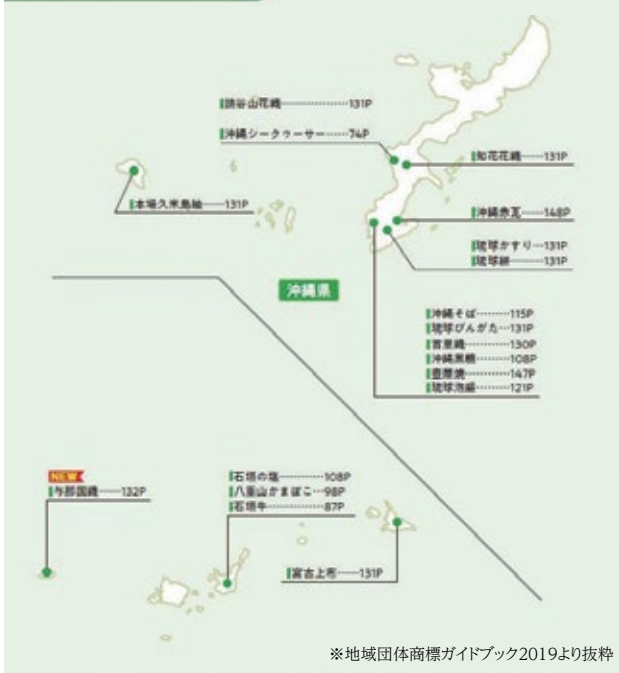 読谷山花織……………131P
沖縄シークヮーサー………74P
知花花織……131P
本場久米島紬……131P
沖縄赤瓦……148P
琉球かすり…131P
琉球絣………131P
沖縄県
沖縄そば………115P
琉球びんがた…131P
首里織…………130P
沖縄黒糖………108P
壺屋焼…………147P
琉球泡盛………121P
NEW
与那国織……132P
石垣の塩…………108P
八重山かまぼこ…98P
石垣牛……………87P
宮古上布……131P
※地域団体商標ガイドブック2019より抜粋